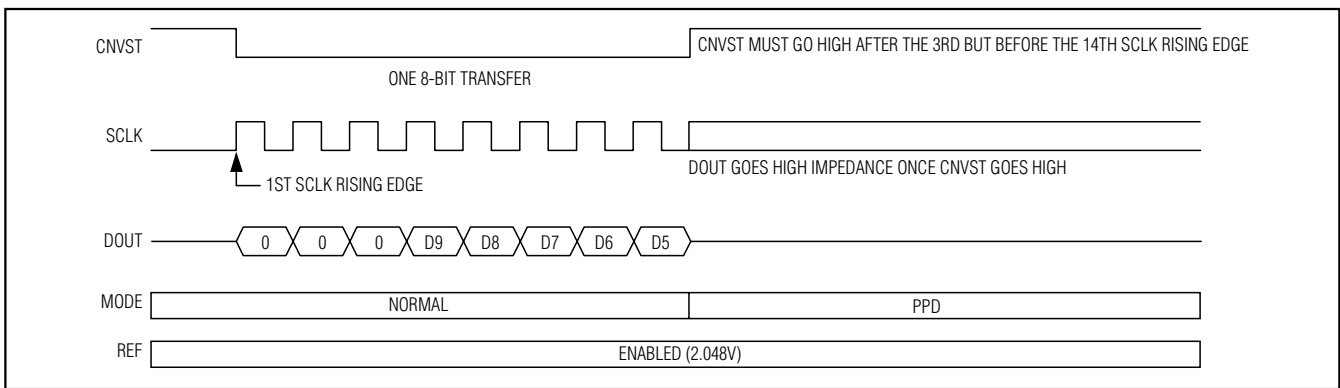 CNVST
CNVST MUST GO HIGH AFTER THE 3RD BUT BEFORE THE 14TH SCLK RISING EDGE
ONE 8-BIT TRANSFER
SCLK
DOUT GOES HIGH IMPEDANCE ONCE CNVST GOES HIGH
1ST SCLK RISING EDGE
DOUT 0 0 0 D9 D8 D7 D6 D5
MODE NORMAL PPD
REF ENABLED (2.048V)